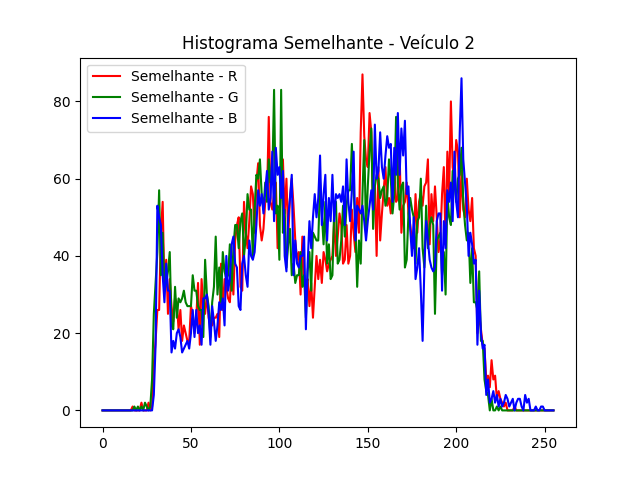 Histograma Semelhante - Veículo 2
Semelhante - R
Semelhante - G
Semelhante - B
80
60
40
20
0
0 50 100 150 200 250